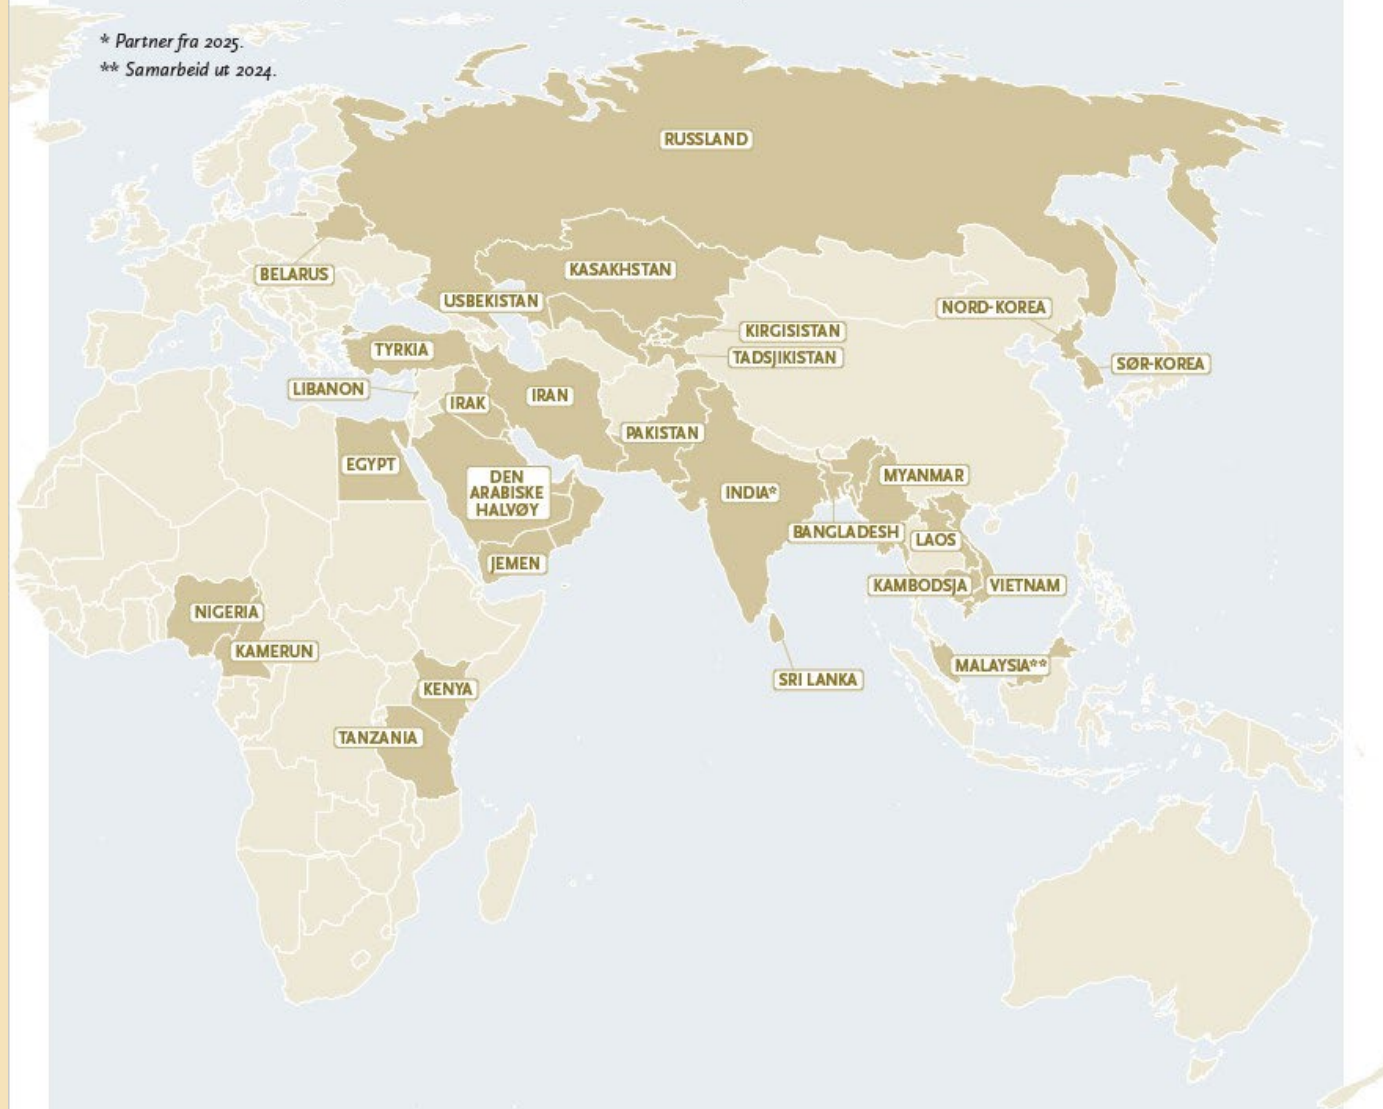 * Partner fra 2025.
** Samarbeid ut 2024.
RUSSLAND
BELARUS
KASAKHSTAN
USBEKISTAN
NORD-KOREA
KIRGISISTAN
TYRKIA
TADSJIKISTAN
SØR-KOREA
LIBANON
IRAK
IRAN
PAKISTAN
EGYPT
DEN
ARABISKE
HALVØY
INDIA*
MYANMAR
BANGLADESH
LAOS
JEMEN
KAMBODSJA
VIETNAM
NIGERIA
KAMERUN
MALAYSIA**
SRI LANKA
KENYA
TANZANIA